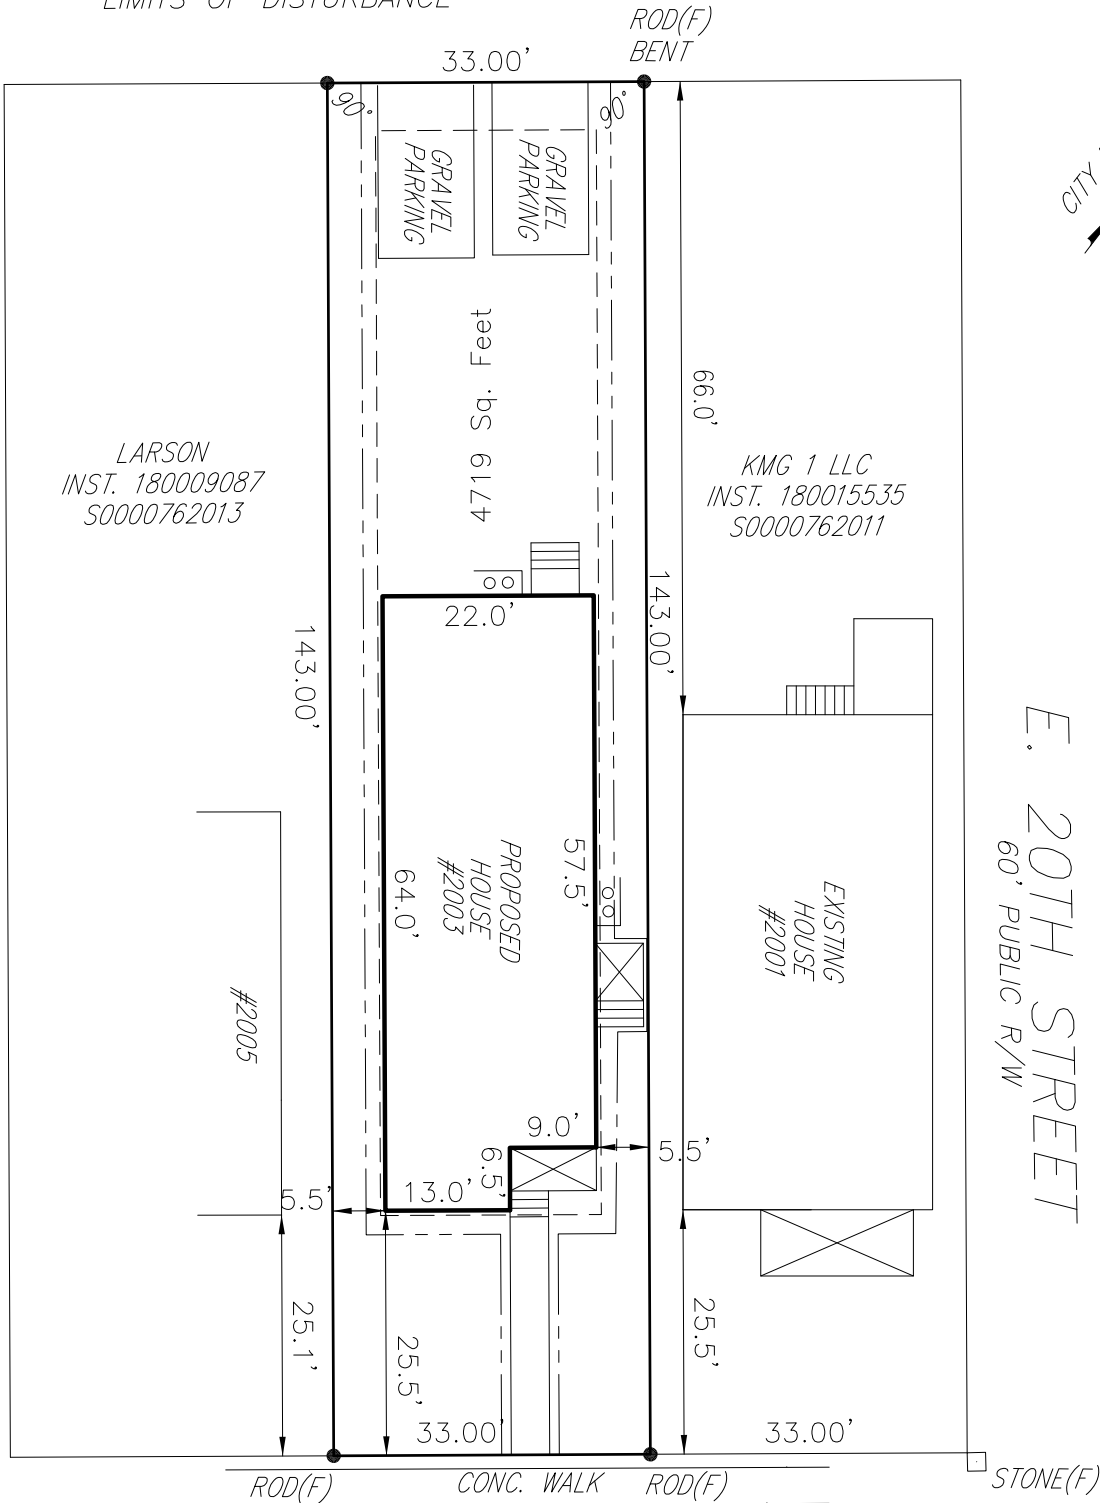 LIMITS OF DISTURBANCE
ROD(F)
BENT
33.00'
90°
90°
CITY
GRAVEL
PARKING
GRAVEL
PARKING
4719 Sq. Feet
66.0'
LARSON
INST. 180009087
S0000762013
KMG 1 LLC
INST. 180015535
S0000762011
22.0'
143.00'
143.00'
E. 20TH STREET
60' PUBLIC R/W
57.5'
64.0'
PROPOSED
HOUSE
#2003
EXISTING
HOUSE
#2001
#2005
9.0'
5.5'
6.5'
13.0'
5.5'
25.1'
25.5'
25.5'
33.00'
33.00'
ROD(F)
CONC. WALK
ROD(F)
STONE(F)